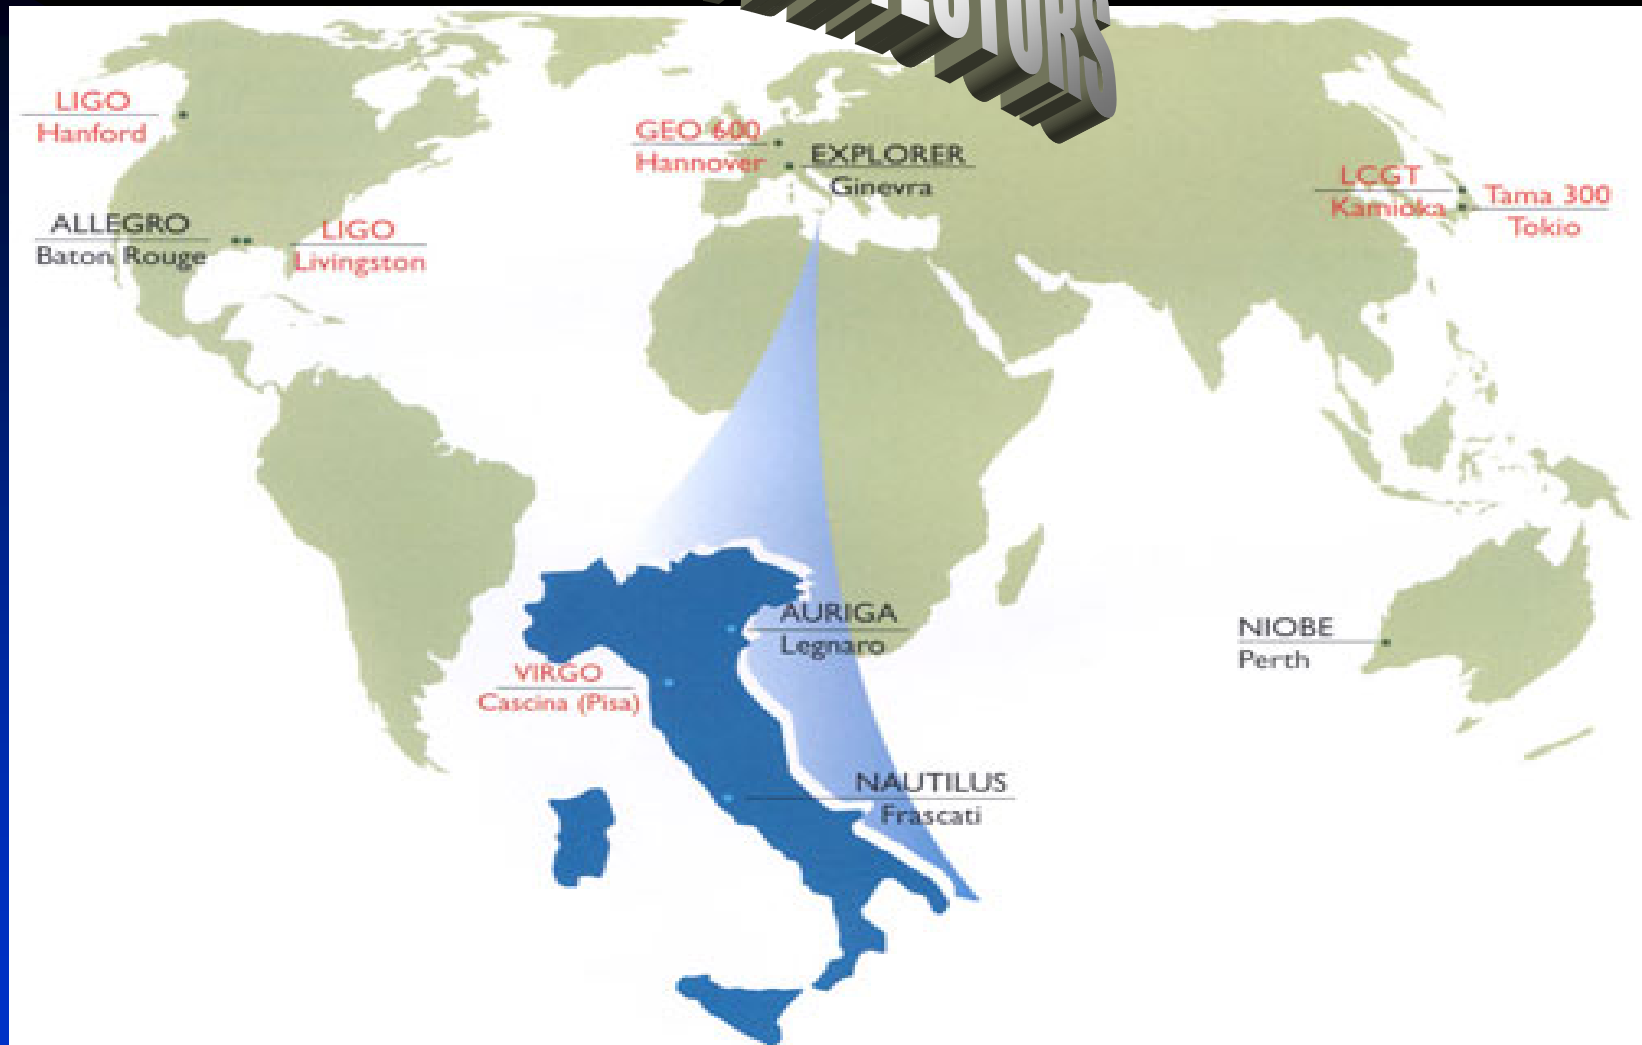 LIGO
Hanford
GEO 600
Hannover
EXPLORER
Ginevra
LCGT
Kamioka
Tama 300
Tokio
ALLEGRO
Baton Rouge
LIGO
Livingston
AURIGA
Legnaro
NIOBE
Perth
VIRGO
Cascina (Pisa)
NAUTILUS
Frascati